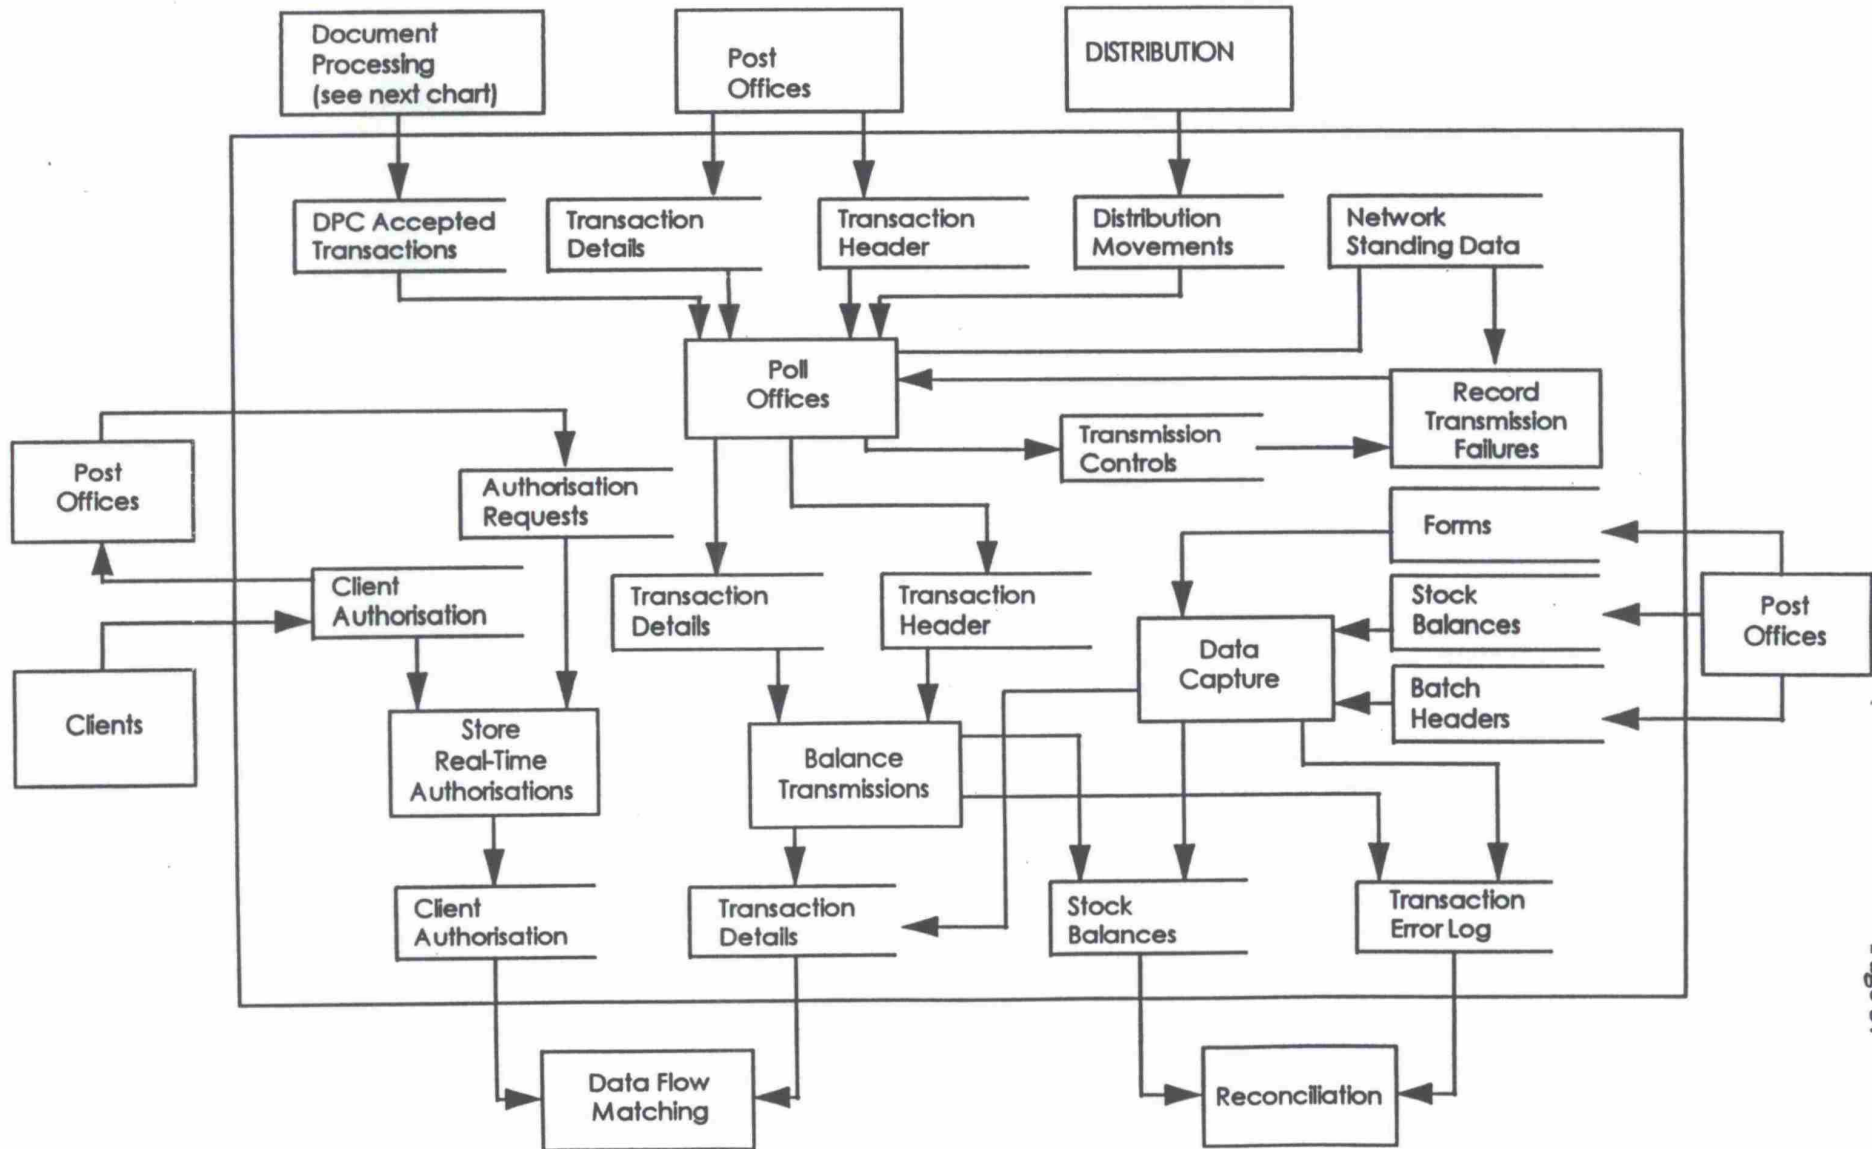 Document
Processing
(see next chart)
Post
Offices
DISTRIBUTION
DPC Accepted
Transactions
Transaction
Details
Transaction
Header
Distribution
Movements
Network
Standing Data
Poll
Offices
Record
Transmission
Failures
Transmission
Controls
Post
Offices
Authorisation
Requests
Forms
Client
Authorisation
Transaction
Details
Transaction
Header
Stock
Balances
Post
Offices
Data
Capture
Batch
Headers
Clients
Store
Real-Time
Authorisations
Balance
Transmissions
Client
Authorisation
Transaction
Details
Stock
Balances
Transaction
Error Log
Data Flow
Matching
Reconciliation